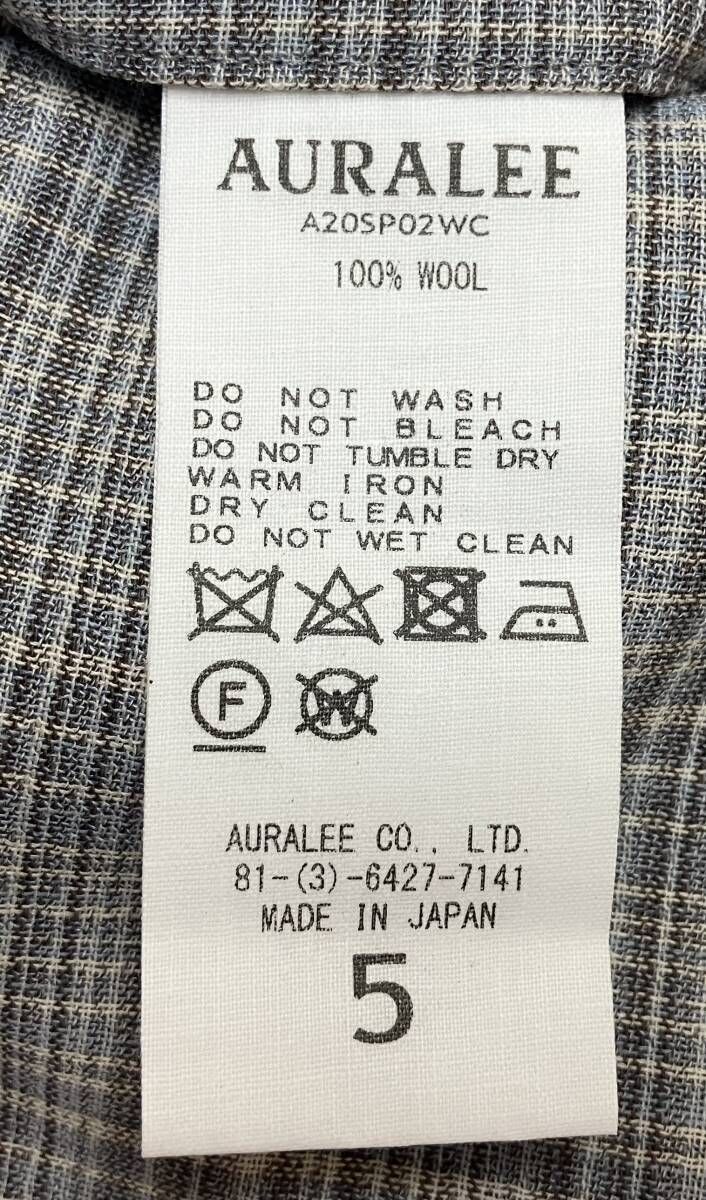 AURALEE
A20SP02WC
100% WOOL
DO NOT WASH
DO NOT BLEACH
DO NOT TUMBLE DRY
WARM IRON
DRY CLEAN
DO NOT WET CLEAN
F W
AURALEE CO., LTD.
81-(3)-6427-7141
MADE IN JAPAN
5